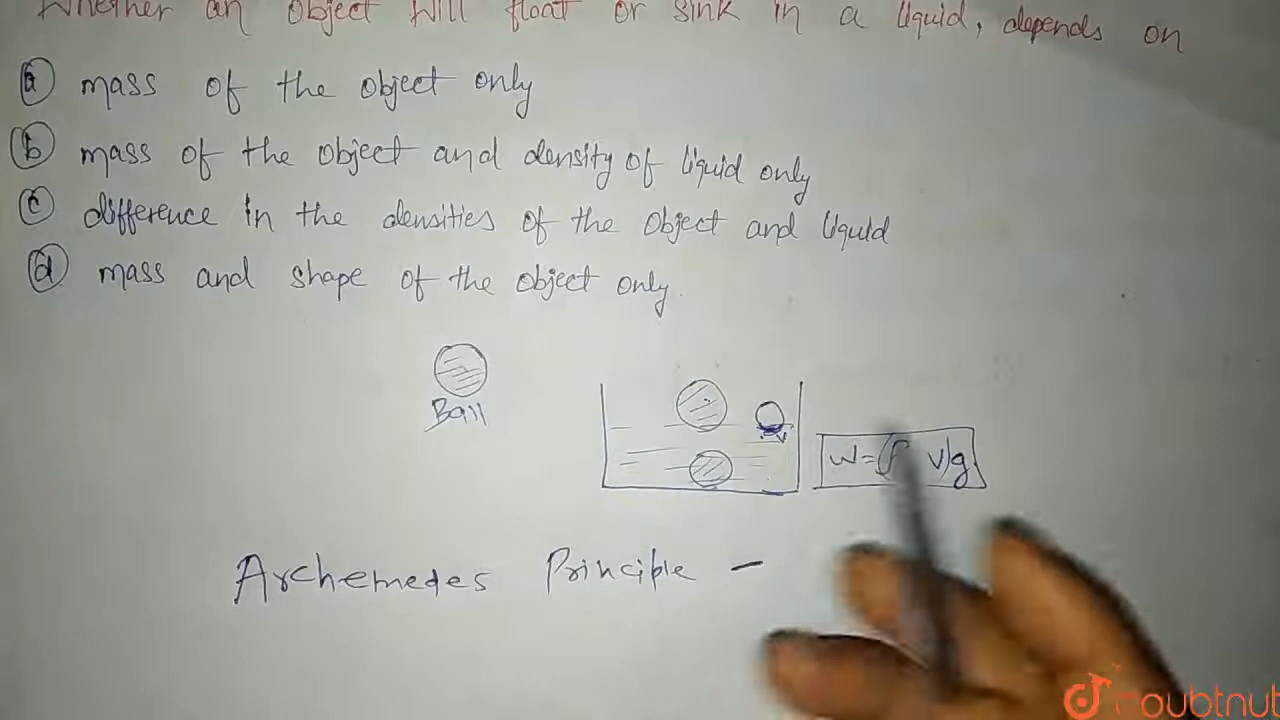 Whether an Object will float or sink in a liquid, depends on
(a) mass of the object only
(b) mass of the object and density of liquid only
(c) difference in the densities of the object and liquid
(d) mass and shape of the object only.
Ball
W= v)g
Archemedes Principle -
doubtnut